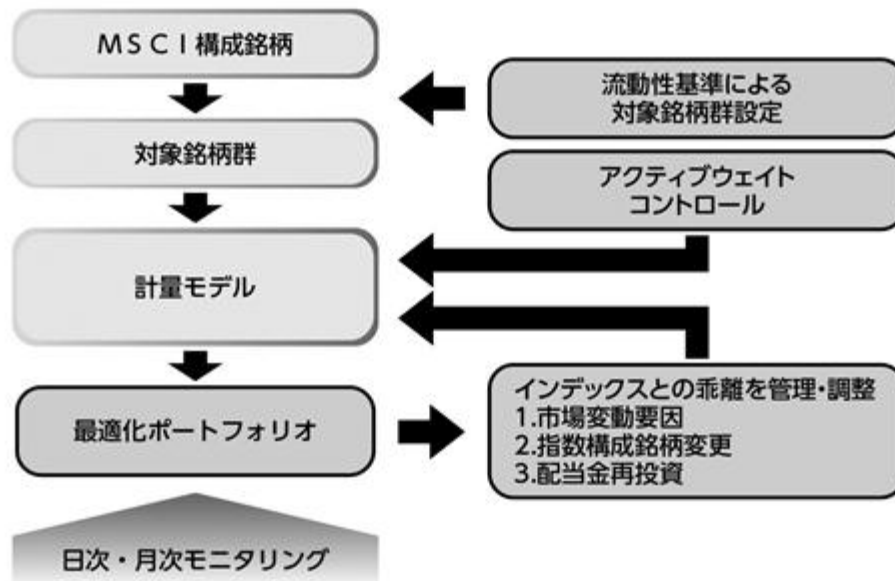 ＭＳＣＩ構成銘柄
流動性基準による
対象銘柄群設定
対象銘柄群
アクティブウェイト
コントロール
計量モデル
最適化ポートフォリオ
インデックスとの乖離を管理・調整
1.市場変動要因
2.指数構成銘柄変更
3.配当金再投資
日次・月次モニタリング